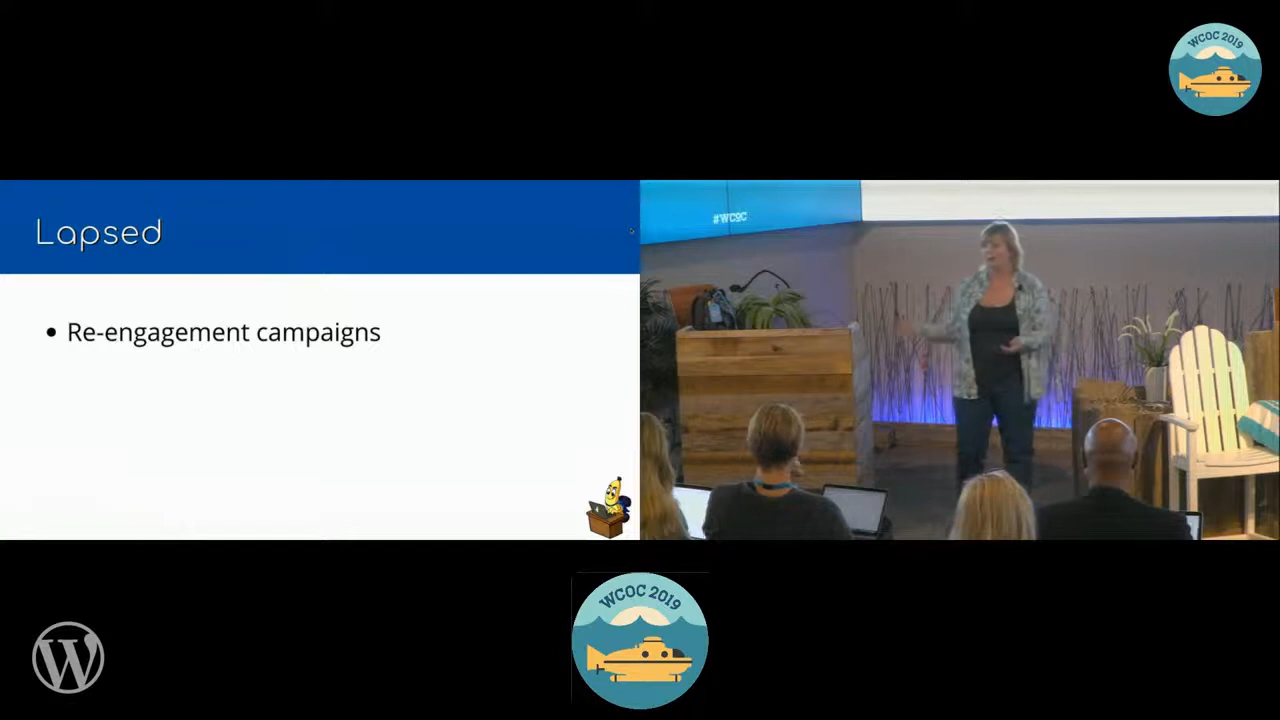 WCOC 2019
Lapsed
#WCOC
• Re-engagement campaigns
WCOC 2019